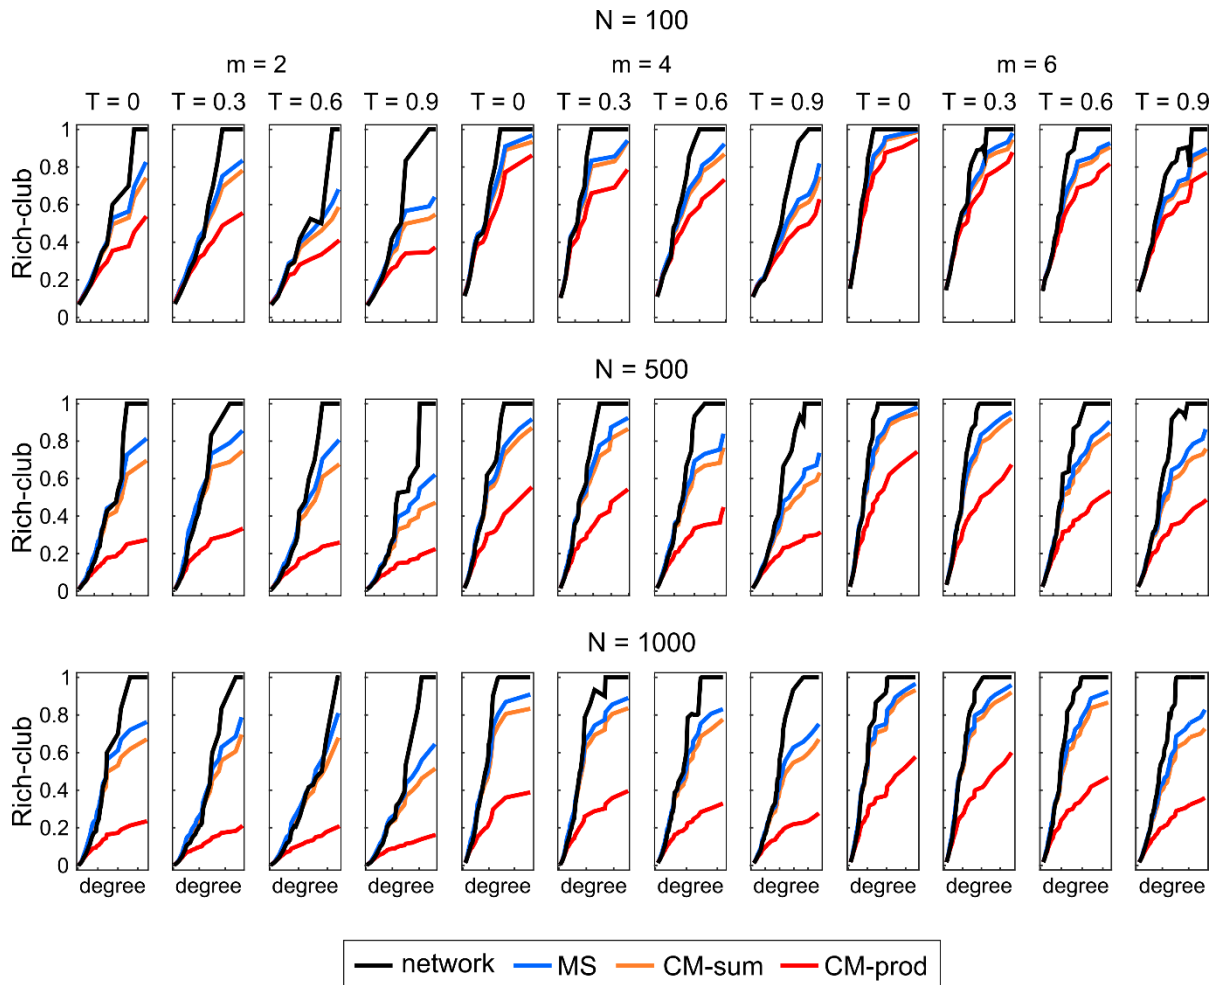 N = 100
m = 2 m = 4 m = 6
T = 0 T = 0.3 T = 0.6 T = 0.9 T = 0 T = 0.3 T = 0.6 T = 0.9 T = 0 T = 0.3 T = 0.6 T = 0.9
Rich-club
1
0.8
0.6
0.4
0.2
0
N = 500
Rich-club
1
0.8
0.6
0.4
0.2
0
N = 1000
Rich-club
1
0.8
0.6
0.4
0.2
0
degree degree degree degree degree degree degree degree degree degree degree degree
network MS CM-sum CM-prod